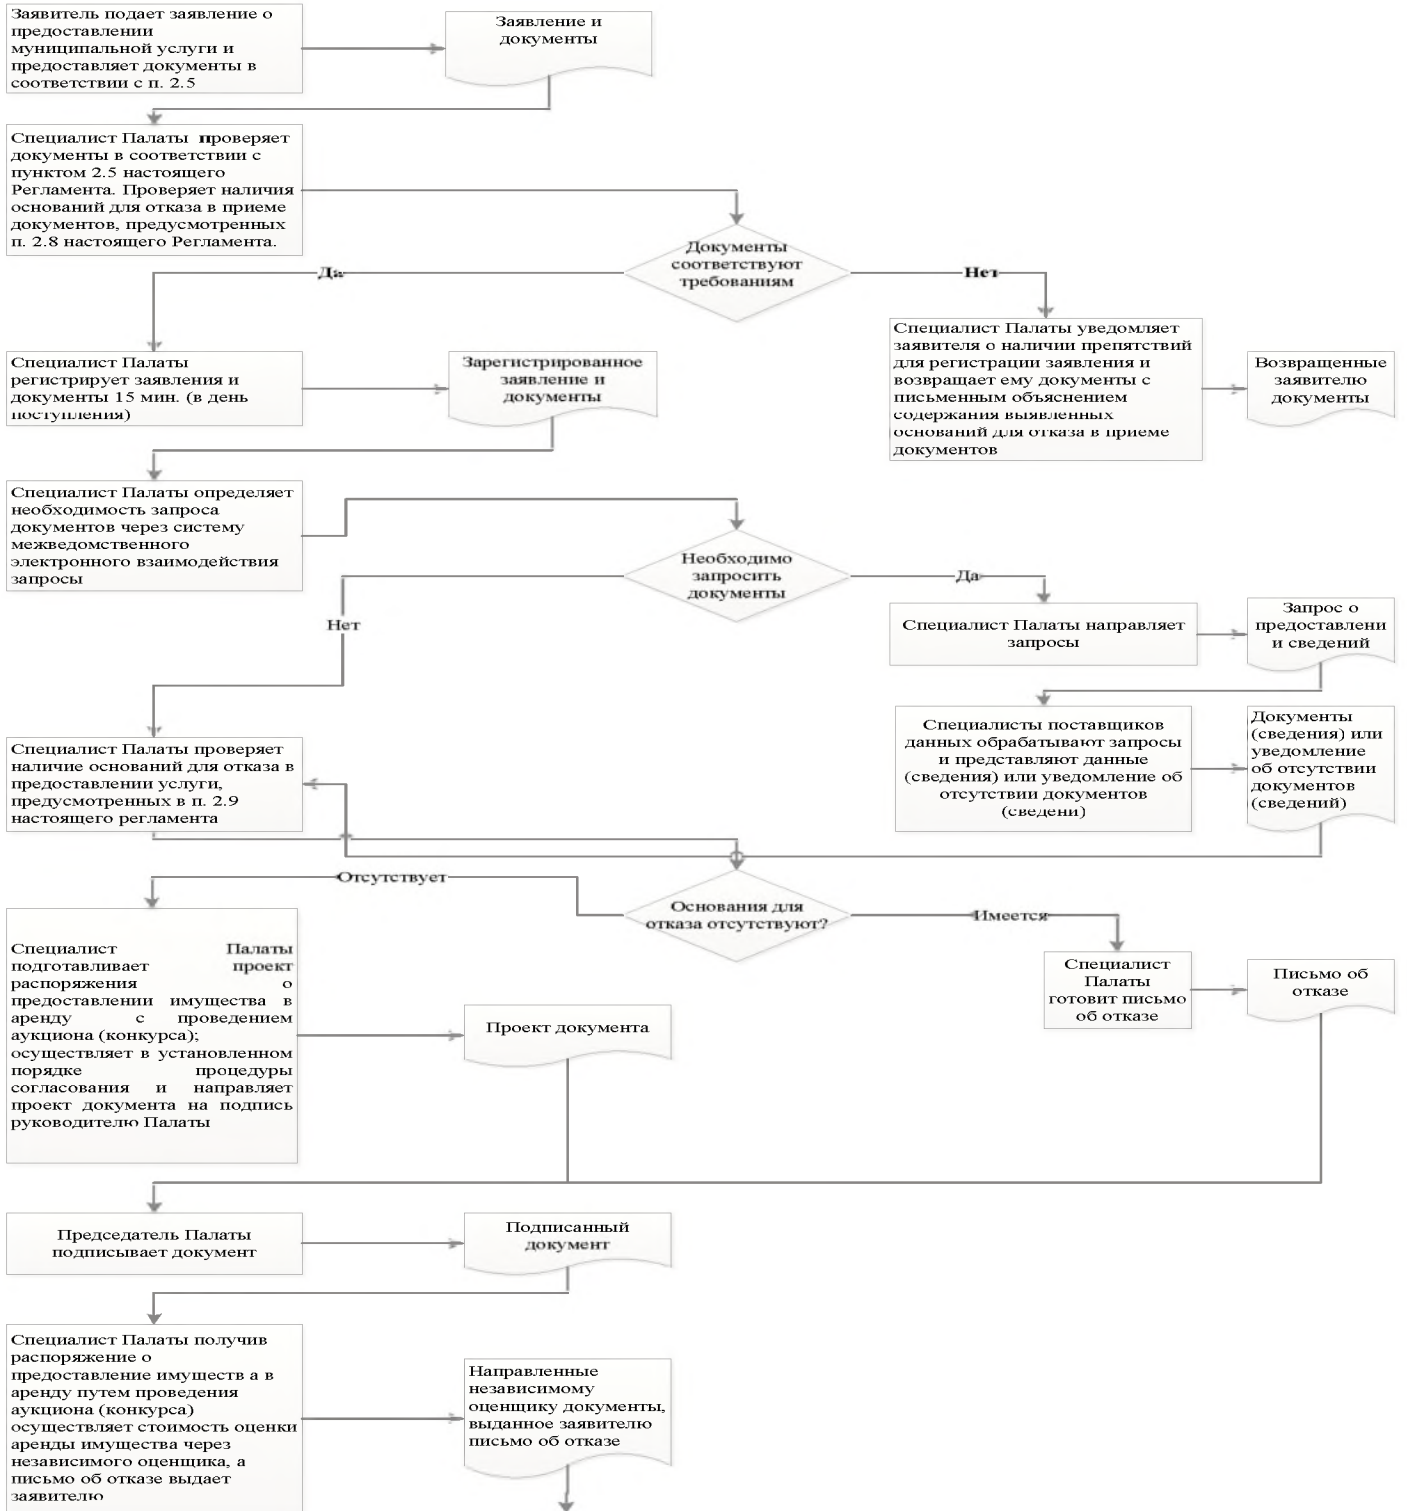 Заявитель подает заявление о
предоставлении
муниципальной услуги и
предоставляет документы в
соответствии с п. 2.5
Заявление и
документы
Специалист Палаты проверяет
документы в соответствии с
пунктом 2.5 настоящего
Регламента. Проверяет наличия
оснований для отказа в приеме
документов, предусмотренных
п. 2.8 настоящего Регламента.
Документы
соответствуют
требованиям
Да
Нет
Специалист Палаты
регистрирует заявления и
документы 15 мин. (в день
поступления)
Зарегистрированное
заявление и
документы
Специалист Палаты уведомляет
заявителя о наличии препятствий
для регистрации заявления и
возвращает ему документы с
письменным объяснением
содержания выявленных
оснований для отказа в приеме
документов
Возвращенные
заявителю
документы
Специалист Палаты определяет
необходимость запроса
документов через систему
межведомственного
электронного взаимодействия
запросы
Необходимо
запросить
документы
Да
Нет
Специалист Палаты направляет
запросы
Запрос о
предоставлени
и сведений
Специалисты поставщиков
данных обрабатывают запросы
и представляют данные
(сведения) или уведомление об
отсутствии документов
(сведени)
Документы
(сведения) или
уведомление
об отсутствии
документов
(сведений)
Специалист Палаты проверяет
наличие оснований для отказа в
предоставлении услуги,
предусмотренных в п. 2.9
настоящего регламента
Отсутствует
Основания для
отказа отсутствуют?
Имеется
Специалист Палаты
подготавливает проект
распоряжения о
предоставлении имущества в
аренду с проведением
аукциона (конкурса);
осуществляет в установленном
порядке процедуры
согласования и направляет
проект документа на подпись
руководителю Палаты
Проект документа
Специалист
Палаты
готовит письмо
об отказе
Письмо об
отказе
Председатель Палаты
подписывает документ
Подписанный
документ
Специалист Палаты получив
распоряжение о
предоставление имуществ а в
аренду путем проведения
аукциона (конкурса)
осуществляет стоимость оценки
аренды имущества через
независимого оценщика, а
письмо об отказе выдает
заявителю
Направленные
независимому
оценщику документы,
выданное заявителю
письмо об отказе